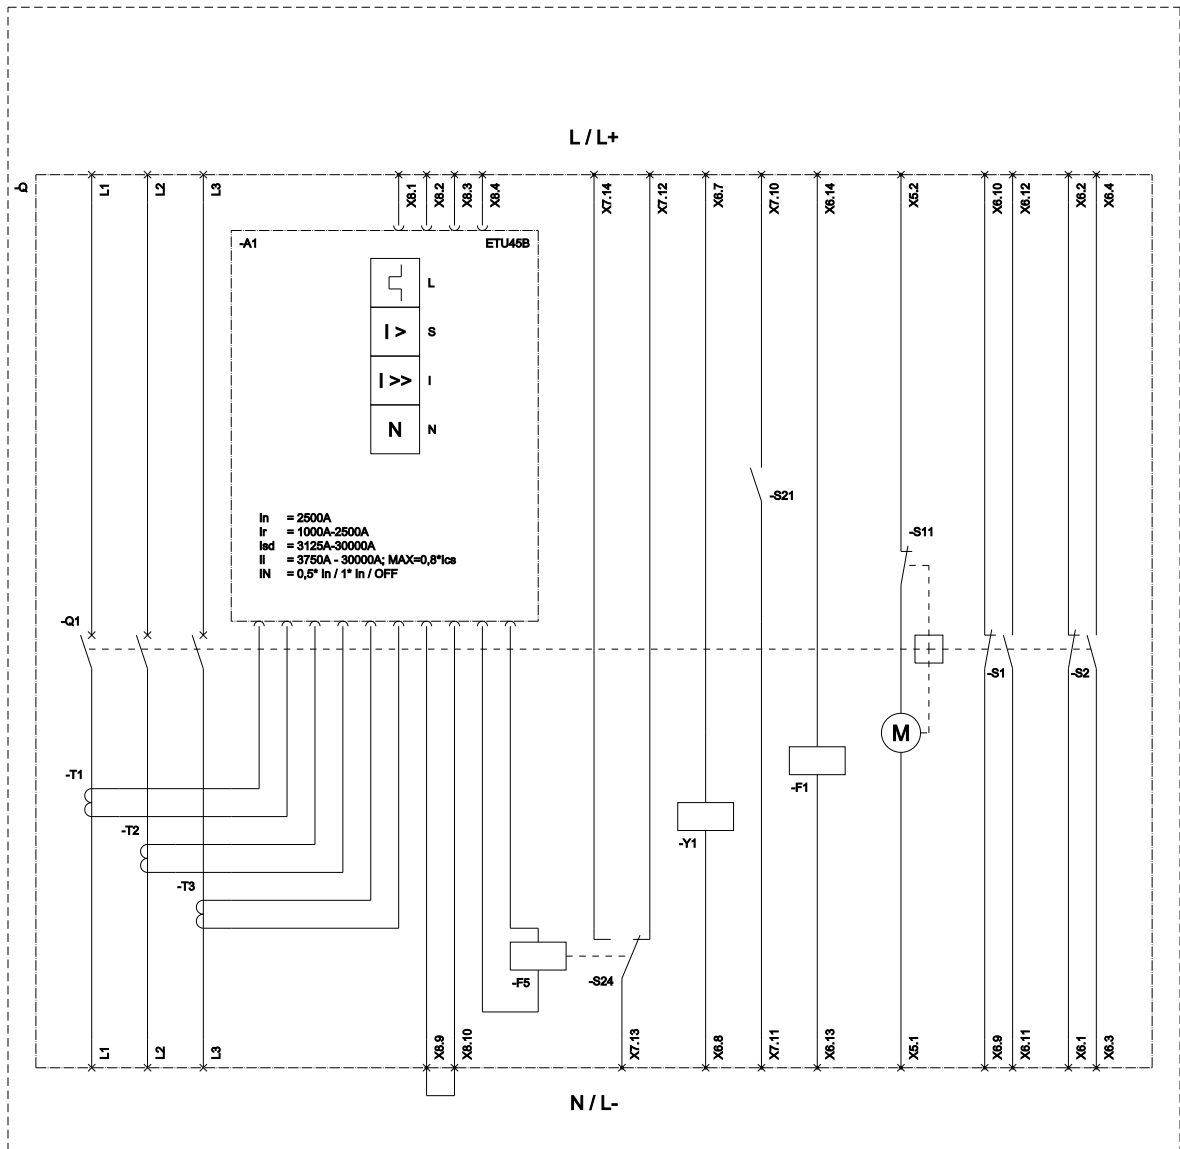 L / L+
-Q
L1
L2
L3
X8.1
X8.2
X8.3
X8.4
X7.14
X7.12
X6.7
X7.10
X6.14
X5.2
X6.10
X6.12
X6.2
X6.4
-A1
ETU45B
L
I > S
I >> I
N N
In = 2500A
Ir = 1000A-2500A
Isd = 3125A-30000A
Ii = 3750A - 30000A; MAX=0,8*Ics
IN = 0,5* In / 1* In / OFF
-S21
-S11
-Q1
-S1
-S2
M
-T1
-F1
-T2
-Y1
-T3
-F5
-S24
L1
L2
L3
X8.9
X8.10
X7.13
X6.8
X7.11
X6.13
X5.1
X6.9
X6.11
X6.1
X6.3
N / L-